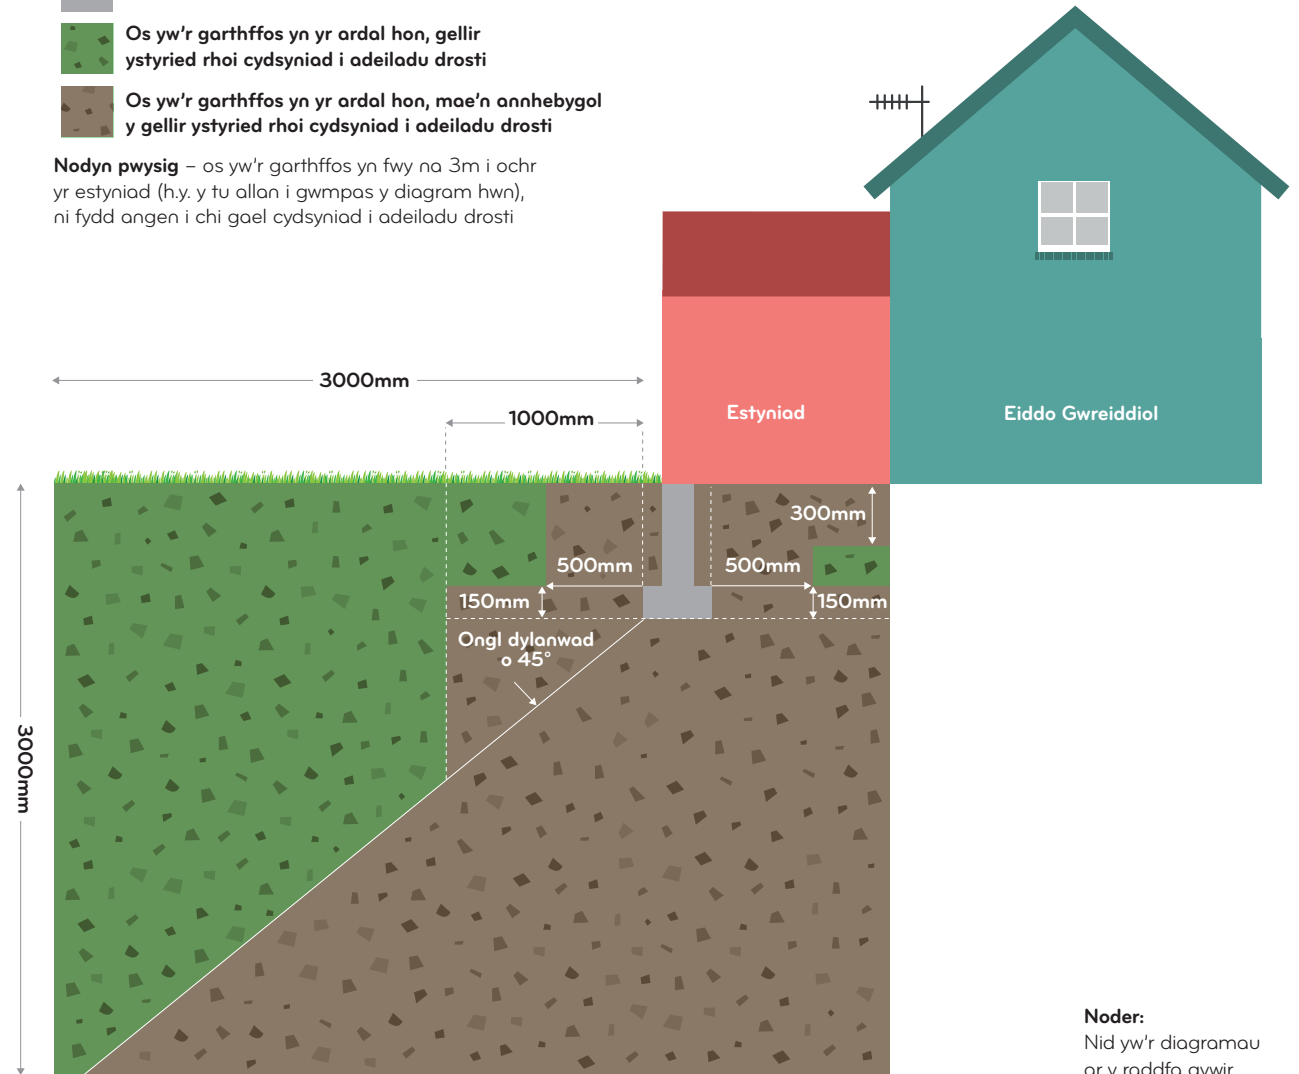 Os yw'r garthffos yn yr ardal hon, gellir
ystyried rhoi cydsyniad i adeiladu drosti
Os yw'r garthffos yn yr ardal hon, mae'n annhebygol
y gellir ystyried rhoi cydsyniad i adeiladu drosti
Nodyn pwysig – os yw'r garthffos yn fwy na 3m i ochr
yr estyniad (h.y. y tu allan i gwmpas y diagram hwn),
ni fydd angen i chi gael cydsyniad i adeiladu drosti
3000mm
1000mm
Estyniad
Eiddo Gwreiddiol
300mm
500mm
500mm
150mm
150mm
Ongl dylanwad
o 45°
3000mm
Noder:
Nid yw'r diagramau
ar y raddfa gywir